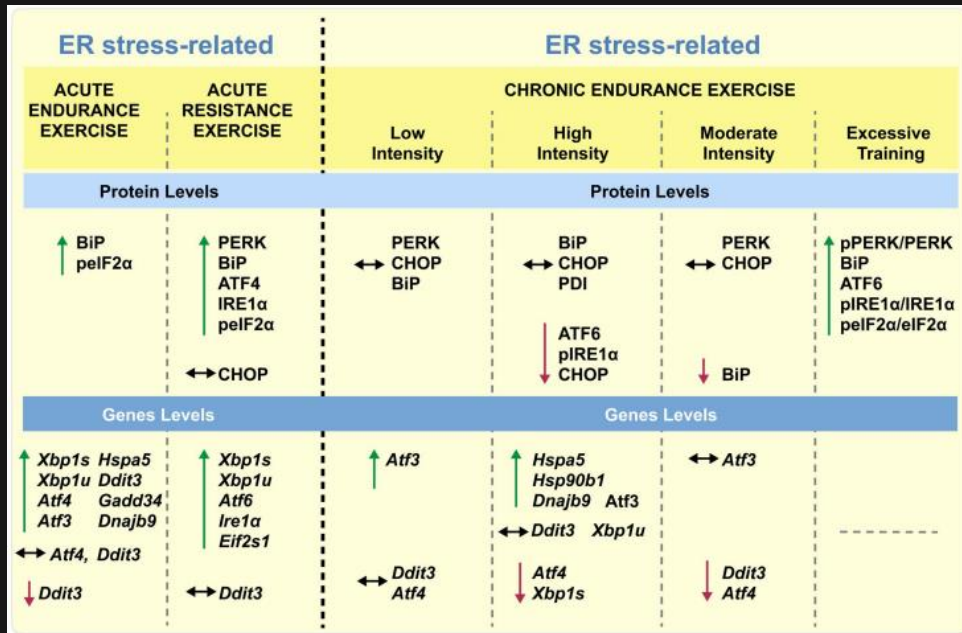 ER stress-related
ER stress-related
ACUTE
ENDURANCE
EXERCISE
ACUTE
RESISTANCE
EXERCISE
CHRONIC ENDURANCE EXERCISE
Low
Intensity
High
Intensity
Moderate
Intensity
Excessive
Training
Protein Levels
Protein Levels
BiP
peIF2α
PERK
BiP
ATF4
IRE1α
peIF2α
CHOP
PERK
CHOP
BiP
BiP
CHOP
PDI
ATF6
pIRE1α
CHOP
PERK
CHOP
BiP
pPERK/PERK
BiP
ATF6
pIRE1α/IRE1α
peIF2α/eIF2α
Genes Levels
Genes Levels
Xbp1s Hspa5
Xbp1u Ddit3
Atf4 Gadd34
Atf3 Dnajb9
Atf4, Ddit3
Ddit3
Xbp1s
Xbp1u
Atf6
Ire1α
Eif2s1
Ddit3
Atf3
Ddit3
Atf4
Hspa5
Hsp90b1
Dnajb9 Atf3
Ddit3 Xbp1u
Atf4
Xbp1s
Atf3
Ddit3
Atf4